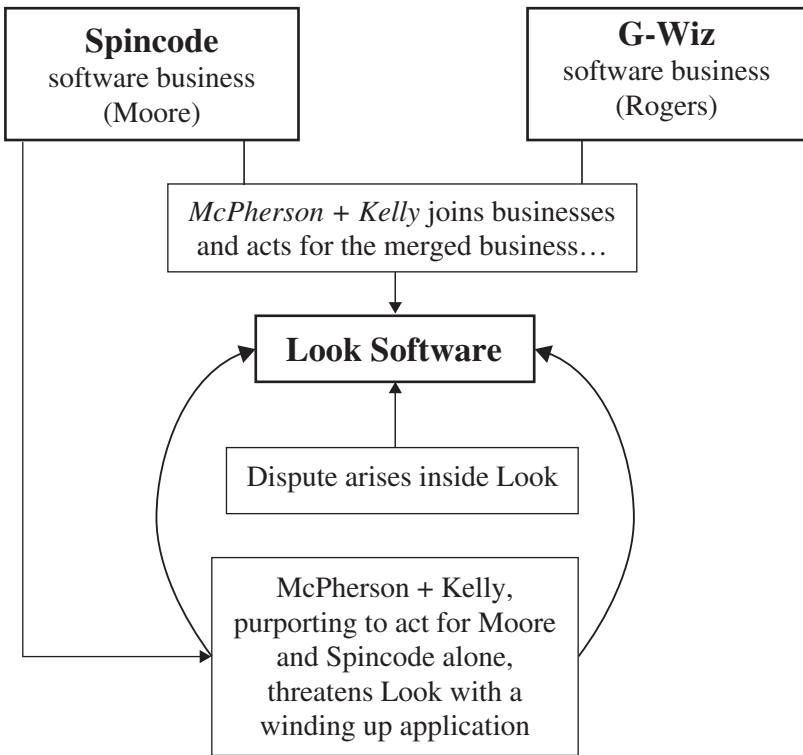 Spincode
software business
(Moore)
G-Wiz
software business
(Rogers)
McPherson + Kelly joins businesses
and acts for the merged business…
Look Software
Dispute arises inside Look
McPherson + Kelly,
purporting to act for Moore
and Spincode alone,
threatens Look with a
winding up application